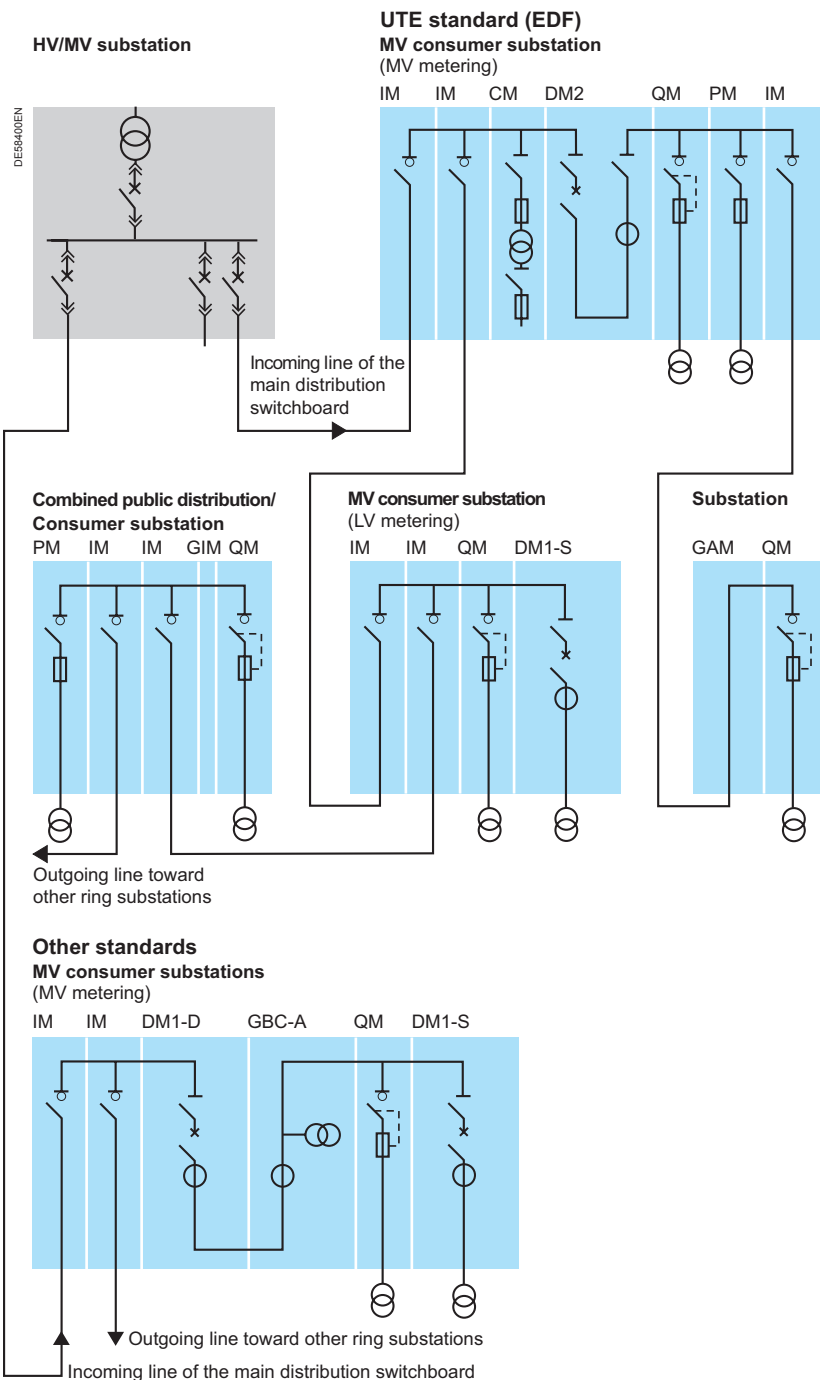 UTE standard (EDF)
HV/MV substation
MV consumer substation
(MV metering)
IM IM CM DM2 QM PM IM
DE58400EN
Incoming line of the
main distribution
switchboard
Combined public distribution/
Consumer substation
PM IM IM GIM QM
MV consumer substation
(LV metering)
IM IM QM DM1-S
Substation
GAM QM
Outgoing line toward
other ring substations
Other standards
MV consumer substations
(MV metering)
IM IM DM1-D GBC-A QM DM1-S
Outgoing line toward other ring substations
Incoming line of the main distribution switchboard